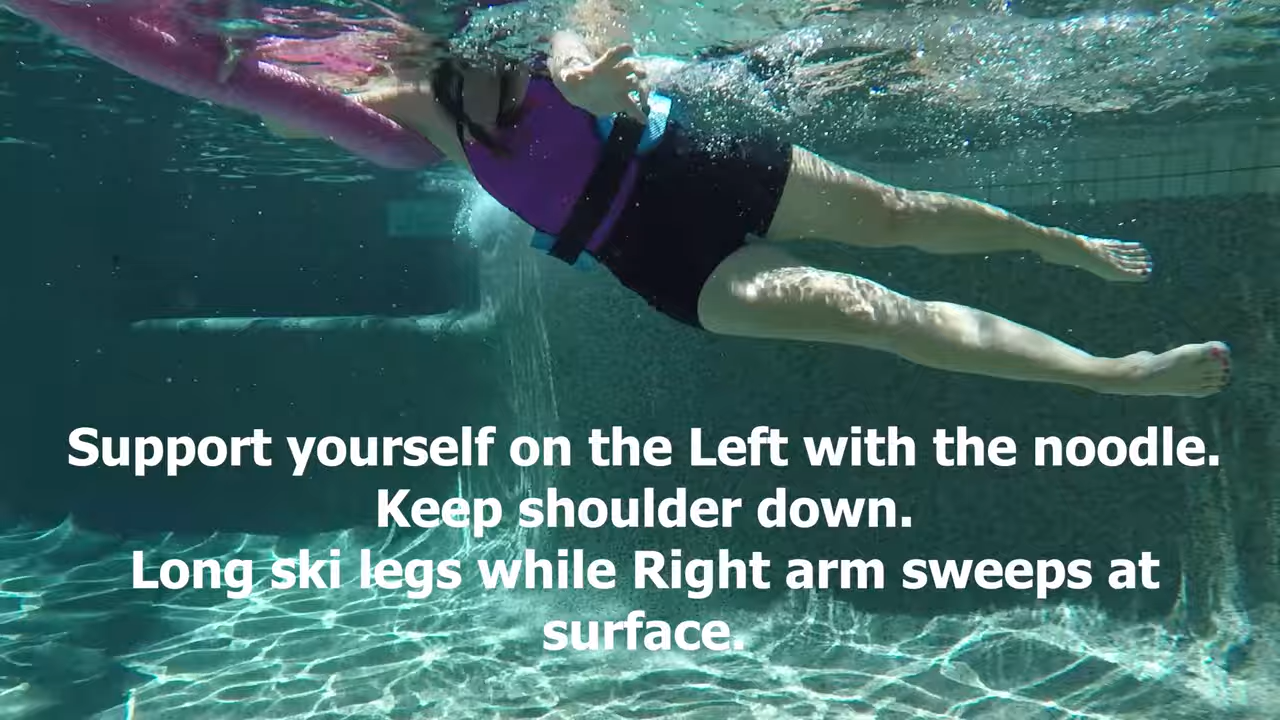 Support yourself on the Left with the noodle.
Keep shoulder down.
Long ski legs while Right arm sweeps at
surface.